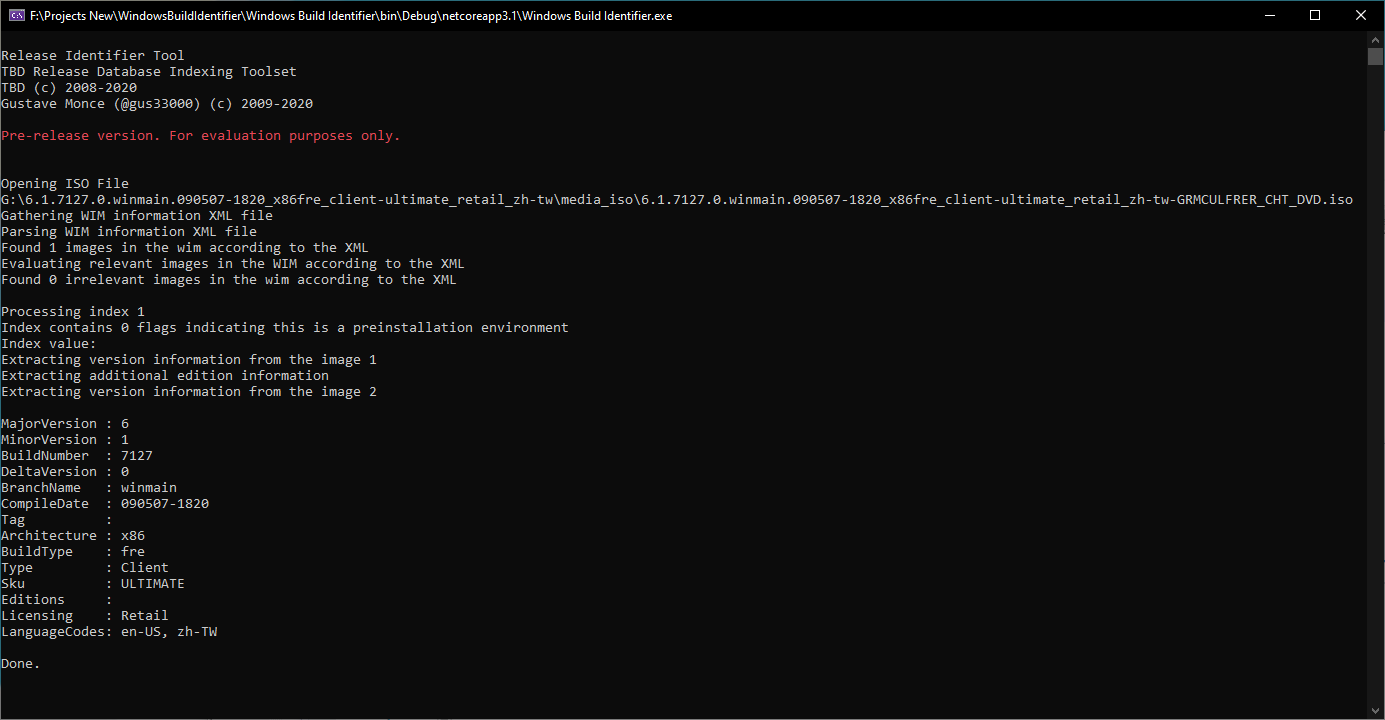 F:\Projects New\WindowsBuildIdentifier\Windows Build Identifier\bin\Debug\netcoreapp3.1\Windows Build Identifier.exe
Release Identifier Tool
TBD Release Database Indexing Toolset
TBD (c) 2008-2020
Gustave Monce (@gus33000) (c) 2009-2020
Pre-release version. For evaluation purposes only.
Opening ISO File
G:\6.1.7127.0.winmain.090507-1820_x86fre_client-ultimate_retail_zh-tw\media_iso\6.1.7127.0.winmain.090507-1820_x86fre_client-ultimate_retail_zh-tw-GRMCULFRER_CHT_DVD.iso
Gathering WIM information XML file
Parsing WIM information XML file
Found 1 images in the wim according to the XML
Evaluating relevant images in the WIM according to the XML
Found 0 irrelevant images in the wim according to the XML
Processing index 1
Index contains 0 flags indicating this is a preinstallation environment
Index value:
Extracting version information from the image 1
Extracting additional edition information
Extracting version information from the image 2
MajorVersion : 6
MinorVersion : 1
BuildNumber  : 7127
DeltaVersion : 0
BranchName   : winmain
CompileDate  : 090507-1820
Tag          :
Architecture : x86
BuildType    : fre
Type         : Client
Sku          : ULTIMATE
Editions     :
Licensing    : Retail
LanguageCodes: en-US, zh-TW
Done.